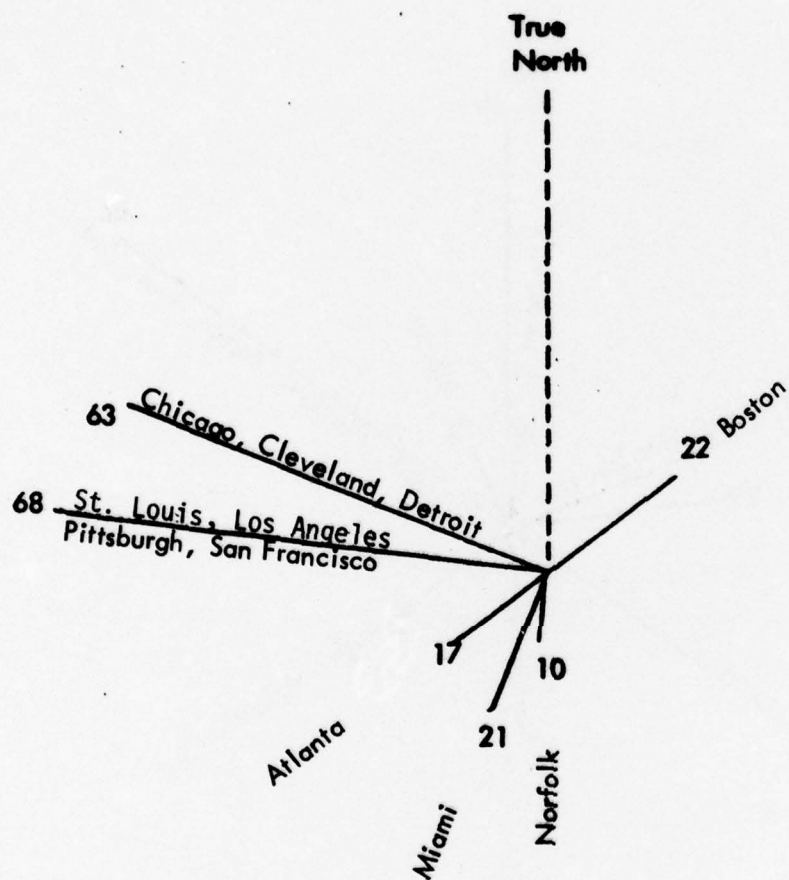 True
North
Chicago, Cleveland, Detroit
63
22 Boston
68 St. Louis, Los Angeles
Pittsburgh, San Francisco
17
10
21
Atlanta
Miami
Norfolk